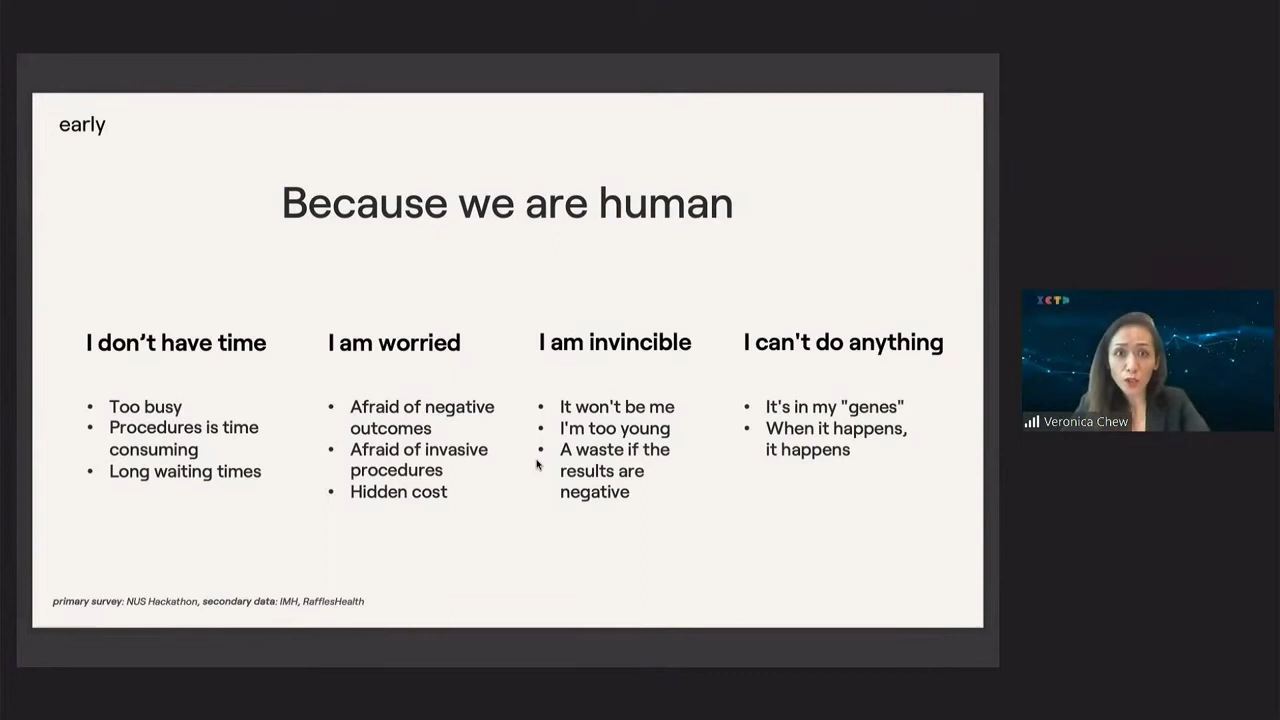 early
Because we are human
I don't have time
• Too busy
• Procedures is time
consuming
• Long waiting times
I am worried
• Afraid of negative
outcomes
• Afraid of invasive
procedures
• Hidden cost
I am invincible
• It won't be me
• I'm too young
• A waste if the
results are
negative
I can't do anything
• It's in my "genes"
• When it happens,
it happens
primary survey: NUS Hackathon, secondary data: IMH, RafflesHealth
ICTD
Veronica Chew